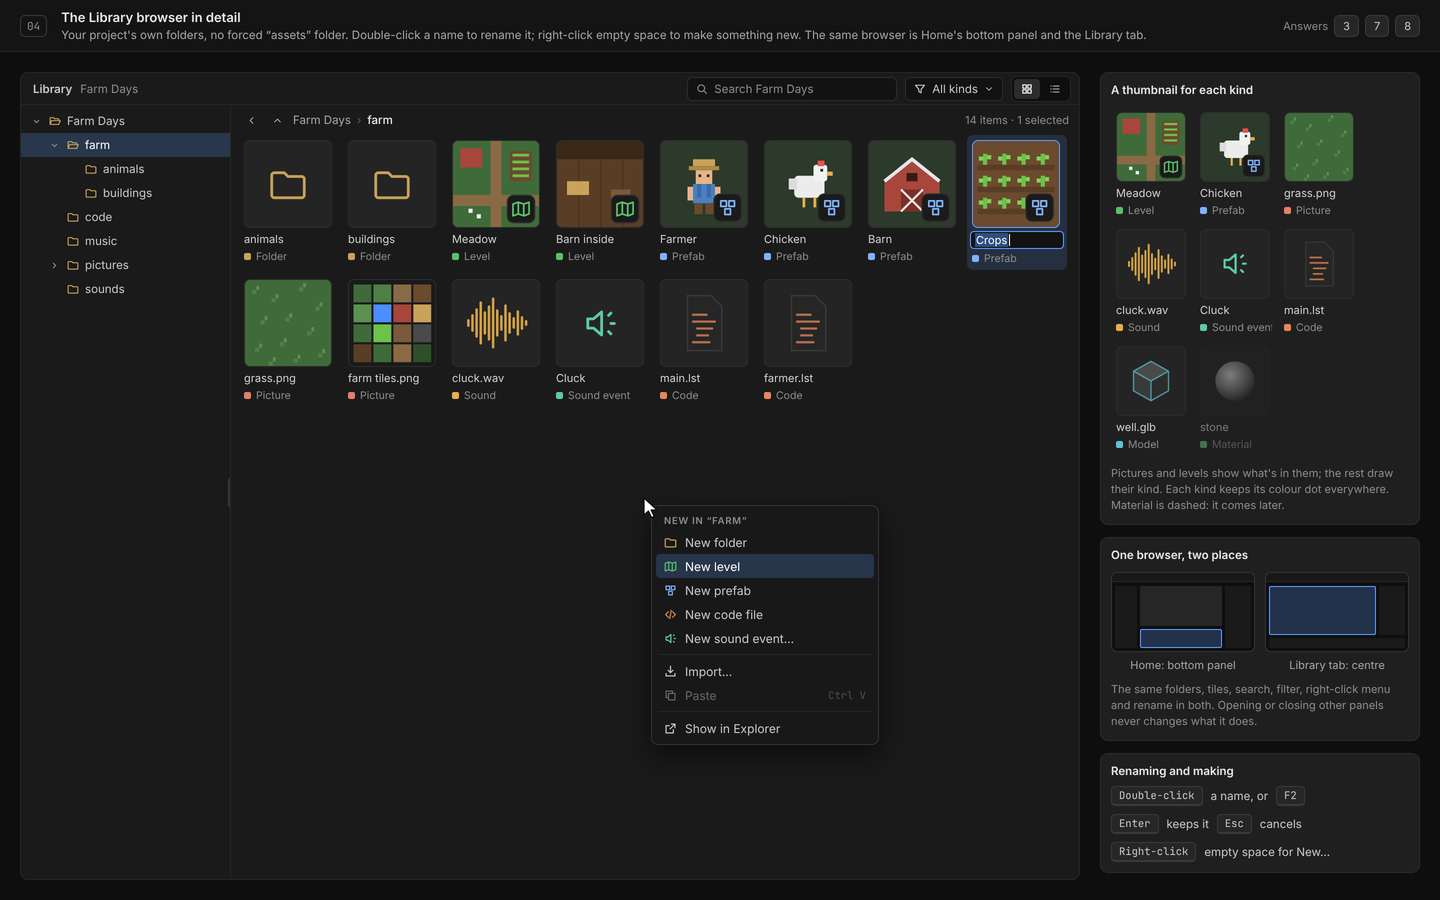 04
The Library browser in detail
Your project's own folders, no forced “assets” folder. Double-click a name to rename it; right-click empty space to make something new. The same browser is Home's bottom panel and the Library tab.
Answers 3 7 8
Library Farm Days
Search Farm Days
All kinds
Farm Days
farm
animals
buildings
code
music
pictures
sounds
Farm Days › farm
14 items · 1 selected
animals
Folder
buildings
Folder
Meadow
Level
Barn inside
Level
Farmer
Prefab
Chicken
Prefab
Barn
Prefab
Crops
Prefab
grass.png
Picture
farm tiles.png
Picture
cluck.wav
Sound
Cluck
Sound event
main.lst
Code
farmer.lst
Code
NEW IN “FARM”
New folder
New level
New prefab
New code file
New sound event...
Import...
Paste Ctrl V
Show in Explorer
A thumbnail for each kind
Meadow
Level
Chicken
Prefab
grass.png
Picture
cluck.wav
Sound
Cluck
Sound event
main.lst
Code
well.glb
Model
stone
Material
Pictures and levels show what's in them; the rest draw
their kind. Each kind keeps its colour dot everywhere.
Material is dashed: it comes later.
One browser, two places
Home: bottom panel
Library tab: centre
The same folders, tiles, search, filter, right-click menu
and rename in both. Opening or closing other panels
never changes what it does.
Renaming and making
Double-click a name, or F2
Enter keeps it Esc cancels
Right-click empty space for New...